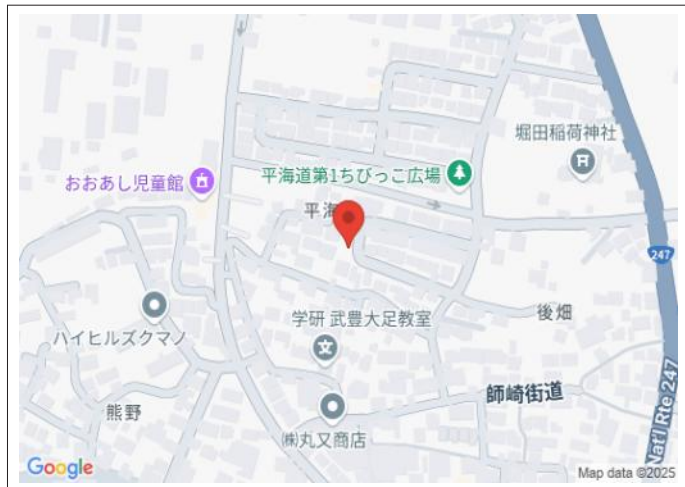 堀田稲荷神社
平海道第1ちびっこ広場
おおあし児童館
平海
247
後畑
学研 武豊大足教室
ハイヒルズクマノ
師崎街道
熊野
㈱丸又商店
Nat'l Rte 247
Google
Map data ©2025